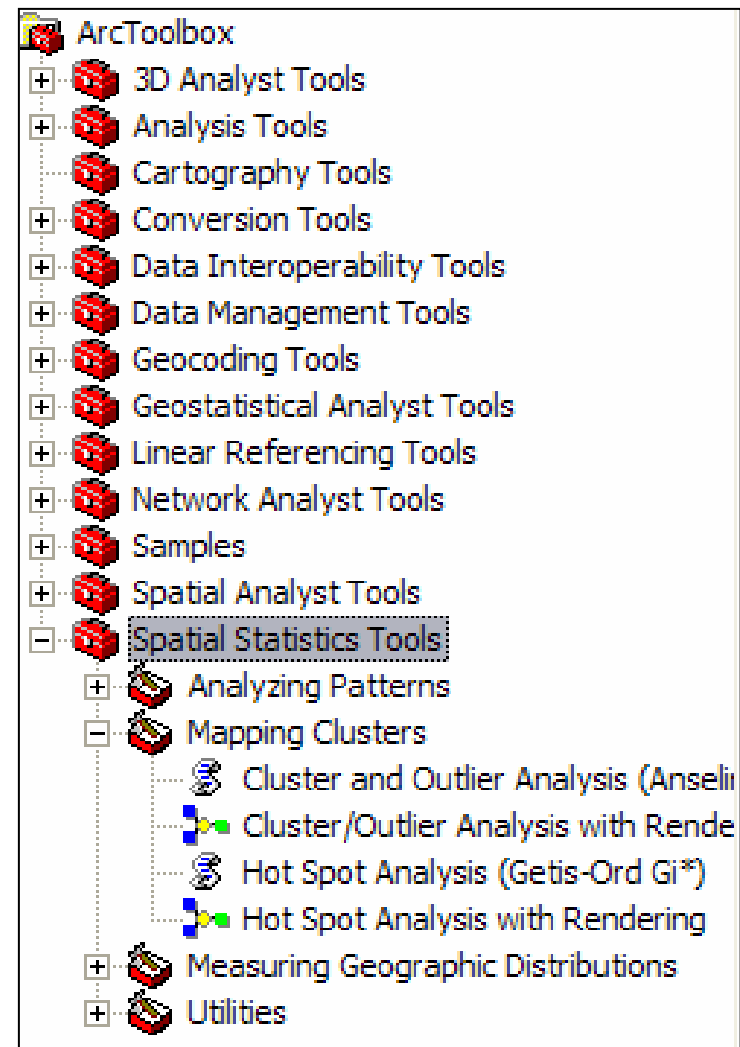 ArcToolbox
3D Analyst Tools
Analysis Tools
Cartography Tools
Conversion Tools
Data Interoperability Tools
Data Management Tools
Geocoding Tools
Geostatistical Analyst Tools
Linear Referencing Tools
Network Analyst Tools
Samples
Spatial Analyst Tools
Spatial Statistics Tools
Analyzing Patterns
Mapping Clusters
Cluster and Outlier Analysis (Anselin
Cluster/Outlier Analysis with Rende
Hot Spot Analysis (Getis-Ord Gi*)
Hot Spot Analysis with Rendering
Measuring Geographic Distributions
Utilities